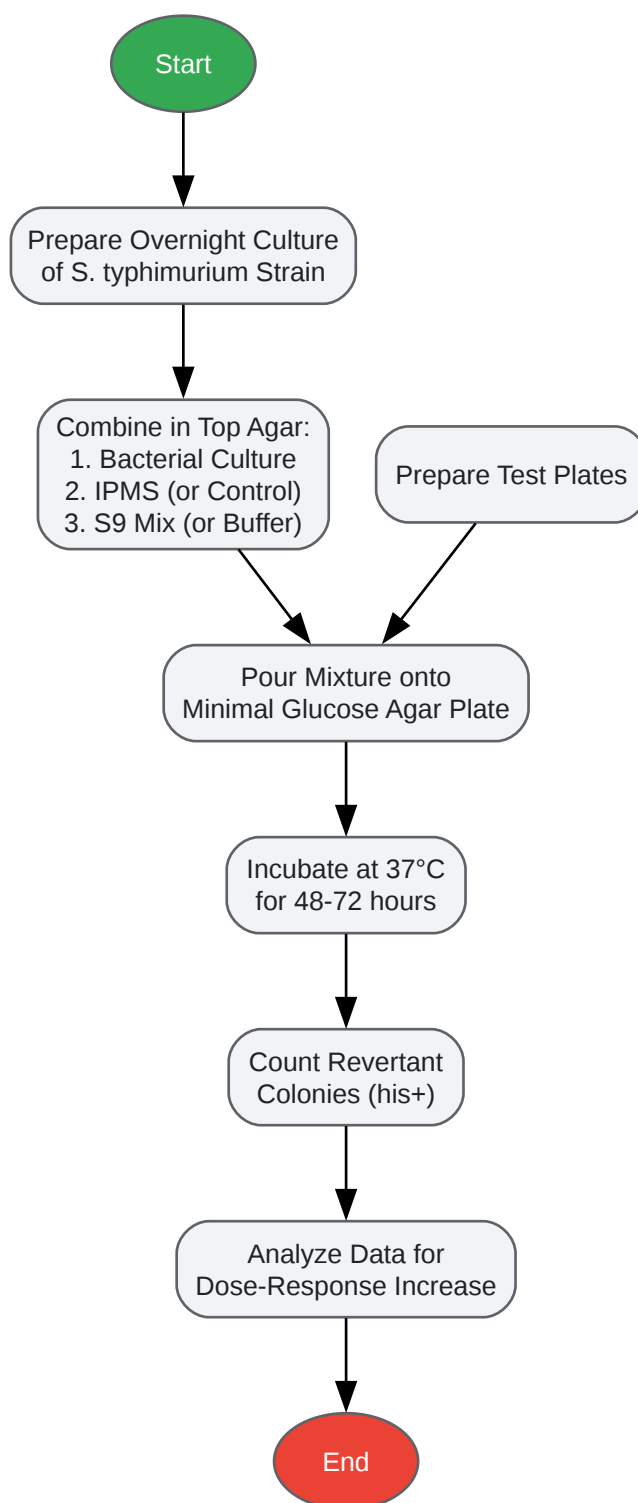 Start
Prepare Overnight Culture
of S. typhimurium Strain
Combine in Top Agar:
1. Bacterial Culture
2. IPMS (or Control)
3. S9 Mix (or Buffer)
Prepare Test Plates
Pour Mixture onto
Minimal Glucose Agar Plate
Incubate at 37°C
for 48-72 hours
Count Revertant
Colonies (his+)
Analyze Data for
Dose-Response Increase
End